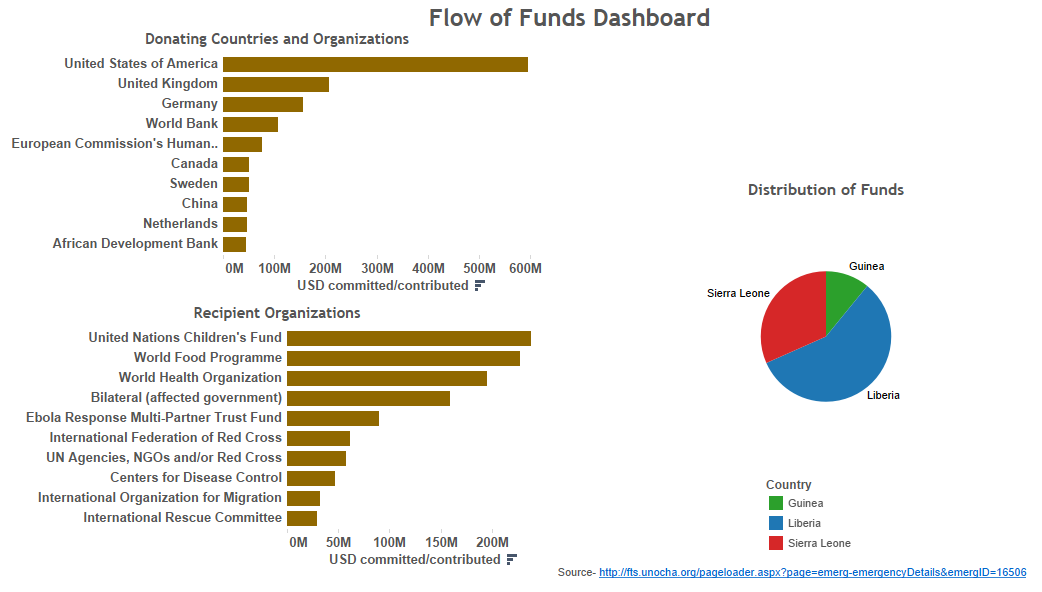 Flow of Funds Dashboard
Donating Countries and Organizations
United States of America
United Kingdom
Germany
World Bank
European Commission's Human..
Canada
Sweden
China
Netherlands
African Development Bank
0M 100M 200M 300M 400M 500M 600M
USD committed/contributed
Recipient Organizations
United Nations Children's Fund
World Food Programme
World Health Organization
Bilateral (affected government)
Ebola Response Multi-Partner Trust Fund
International Federation of Red Cross
UN Agencies, NGOs and/or Red Cross
Centers for Disease Control
International Organization for Migration
International Rescue Committee
0M 50M 100M 150M 200M
USD committed/contributed
Distribution of Funds
Guinea
Sierra Leone
Liberia
Country
Guinea
Liberia
Sierra Leone
Source- http://fts.unocha.org/pageloader.aspx?page=emerg-emergencyDetails&emergID=16506